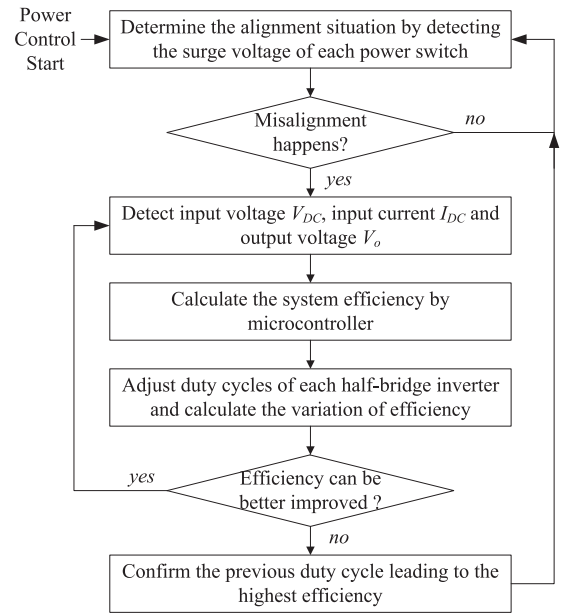 Power
Control
Start
Determine the alignment situation by detecting
the surge voltage of each power switch
Misalignment
happens?
no
yes
Detect input voltage V_DC, input current I_DC and
output voltage V_o
Calculate the system efficiency by
microcontroller
Adjust duty cycles of each half-bridge inverter
and calculate the variation of efficiency
yes
Efficiency can be
better improved ?
no
Confirm the previous duty cycle leading to the
highest efficiency